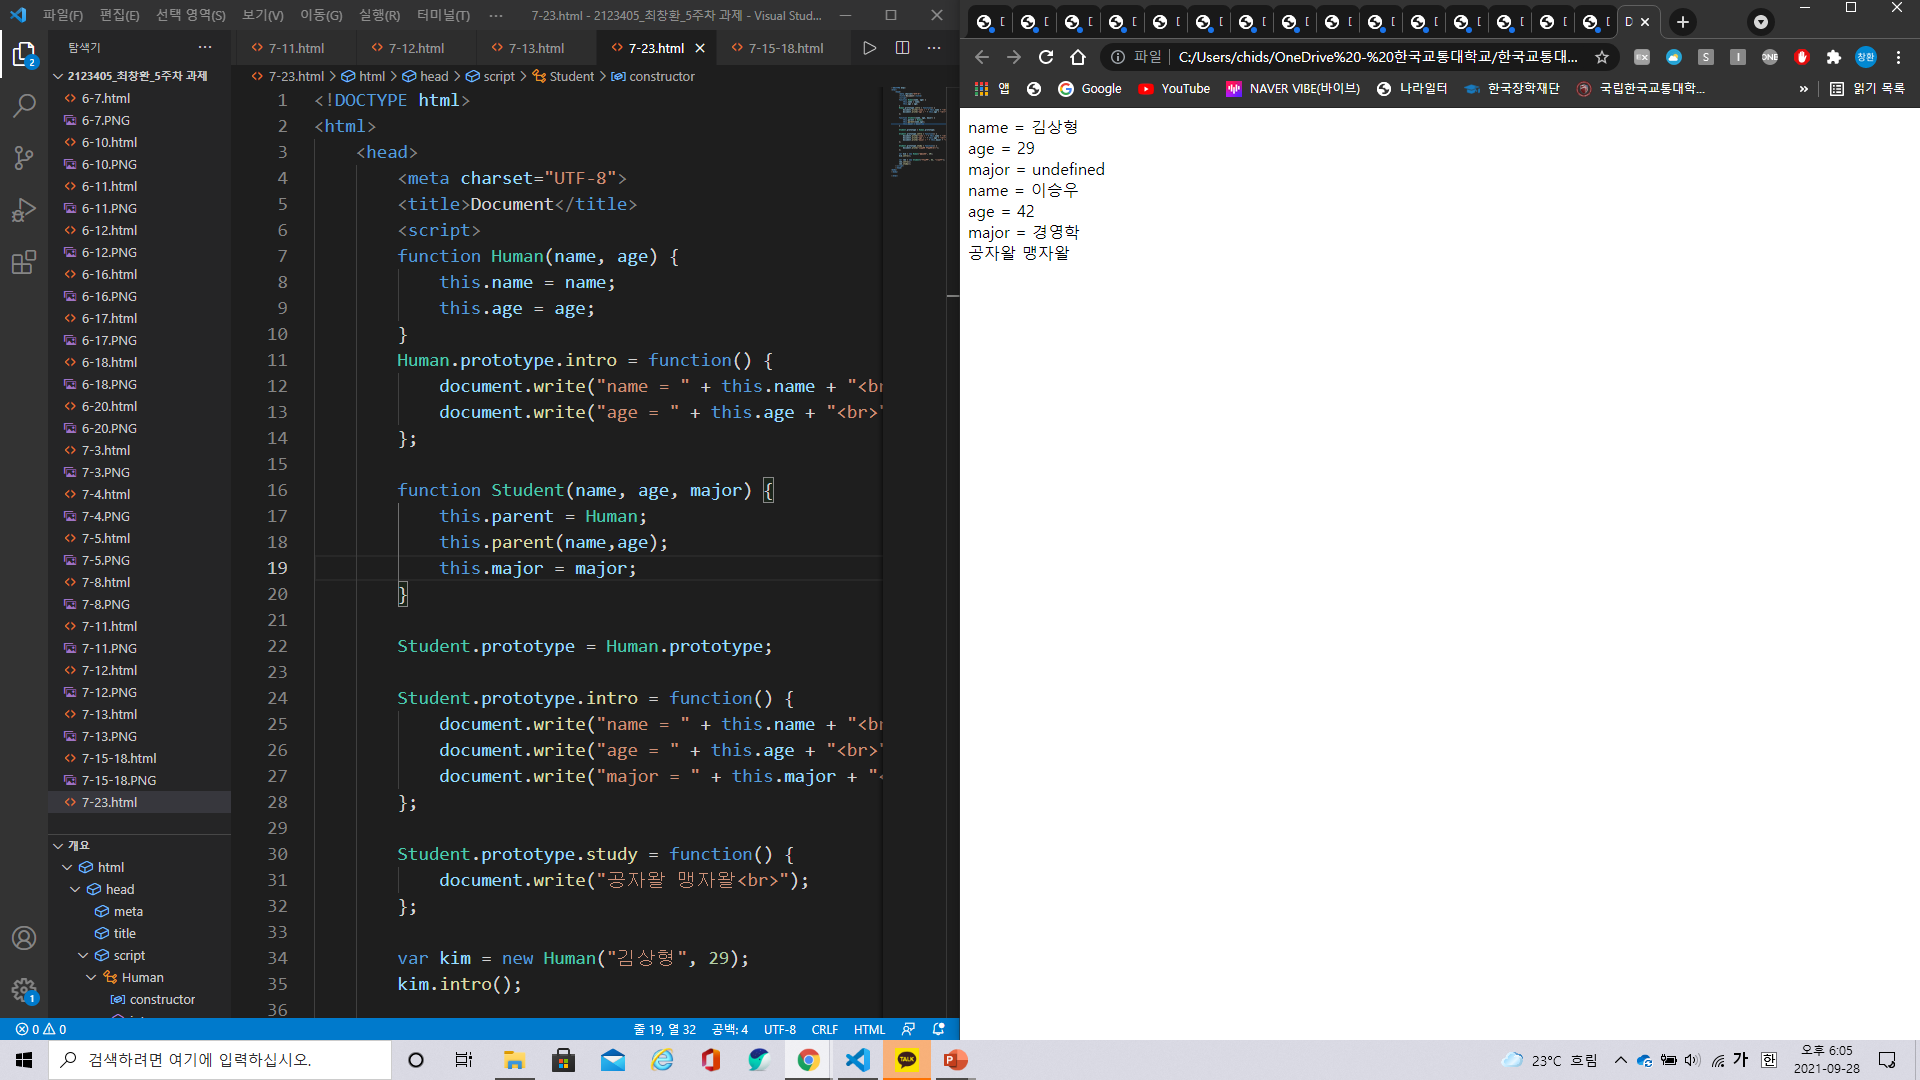 파일(F) 편집(E) 선택 영역(S) 보기(V) 이동(G) 실행(R) 터미널(T) ··· 7-23.html - 2123405_최창환_5주차 과제 - Visual Stud...
탐색기 ···
2123405_최창환_5주차 과제
6-7.html
6-7.PNG
6-10.html
6-10.PNG
6-11.html
6-11.PNG
6-12.html
6-12.PNG
6-16.html
6-16.PNG
6-17.html
6-17.PNG
6-18.html
6-18.PNG
6-20.html
6-20.PNG
7-3.html
7-3.PNG
7-4.html
7-4.PNG
7-5.html
7-5.PNG
7-8.html
7-8.PNG
7-11.html
7-11.PNG
7-12.html
7-12.PNG
7-13.html
7-13.PNG
7-15-18.html
7-15-18.PNG
7-23.html
개요
html
head
meta
title
script
Human
constructor
2
1
7-11.html 7-12.html 7-13.html 7-23.html 7-15-18.html
7-23.html > html > head > script > Student > constructor
1 <!DOCTYPE html>
2 <html>
3 <head>
4 <meta charset="UTF-8">
5 <title>Document</title>
6 <script>
7 function Human(name, age) {
8 this.name = name;
9 this.age = age;
10 }
11 Human.prototype.intro = function() {
12 document.write("name = " + this.name + "<br
13 document.write("age = " + this.age + "<br>"
14 };
15
16 function Student(name, age, major) {
17 this.parent = Human;
18 this.parent(name,age);
19 this.major = major;
20 }
21
22 Student.prototype = Human.prototype;
23
24 Student.prototype.intro = function() {
25 document.write("name = " + this.name + "<br
26 document.write("age = " + this.age + "<br>"
27 document.write("major = " + this.major + "<
28 };
29
30 Student.prototype.study = function() {
31 document.write("공자왈 맹자왈<br>");
32 };
33
34 var kim = new Human("김상형", 29);
35 kim.intro();
36
0 0 줄 19, 열 32 공백: 4 UTF-8 CRLF HTML
파일 C:/Users/chids/OneDrive%20-%20한국교통대학교/한국교통대...
창환
앱 Google YouTube NAVER VIBE(바이브) 나라일터 한국장학재단 국립한국교통대학... » 읽기 목록
name = 김상형
age = 29
major = undefined
name = 이승우
age = 42
major = 경영학
공자왈 맹자왈
검색하려면 여기에 입력하십시오.
TALK
23°C 흐림 가 한
오후 6:05
2021-09-28